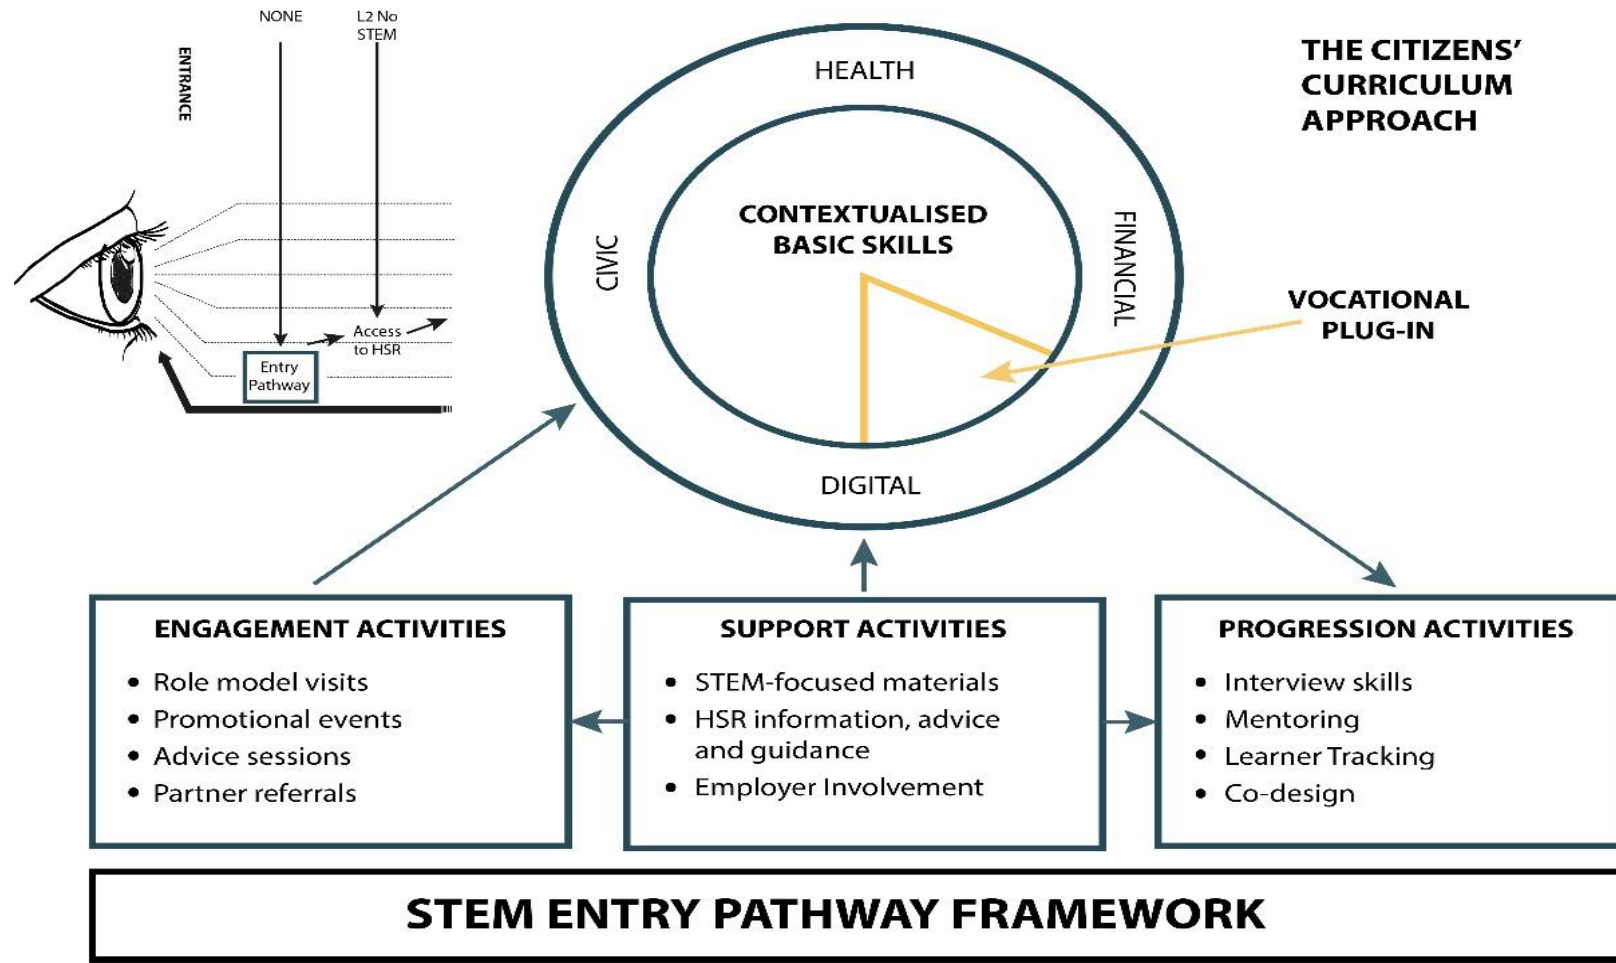 NONE
L2 No
STEM
ENTRANCE
Access
to HSR
Entry
Pathway
HEALTH
CIVIC
FINANCIAL
DIGITAL
CONTEXTUALISED
BASIC SKILLS
THE CITIZENS’
CURRICULUM
APPROACH
VOCATIONAL
PLUG-IN
ENGAGEMENT ACTIVITIES
• Role model visits
• Promotional events
• Advice sessions
• Partner referrals
SUPPORT ACTIVITIES
• STEM-focused materials
• HSR information, advice
and guidance
• Employer Involvement
PROGRESSION ACTIVITIES
• Interview skills
• Mentoring
• Learner Tracking
• Co-design
STEM ENTRY PATHWAY FRAMEWORK